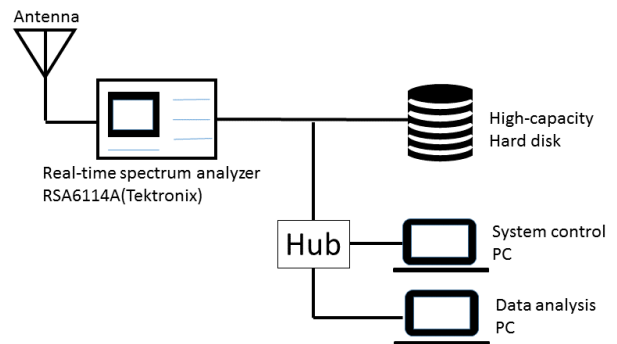 Antenna
Real-time spectrum analyzer
RSA6114A(Tektronix)
High-capacity
Hard disk
Hub
System control
PC
Data analysis
PC